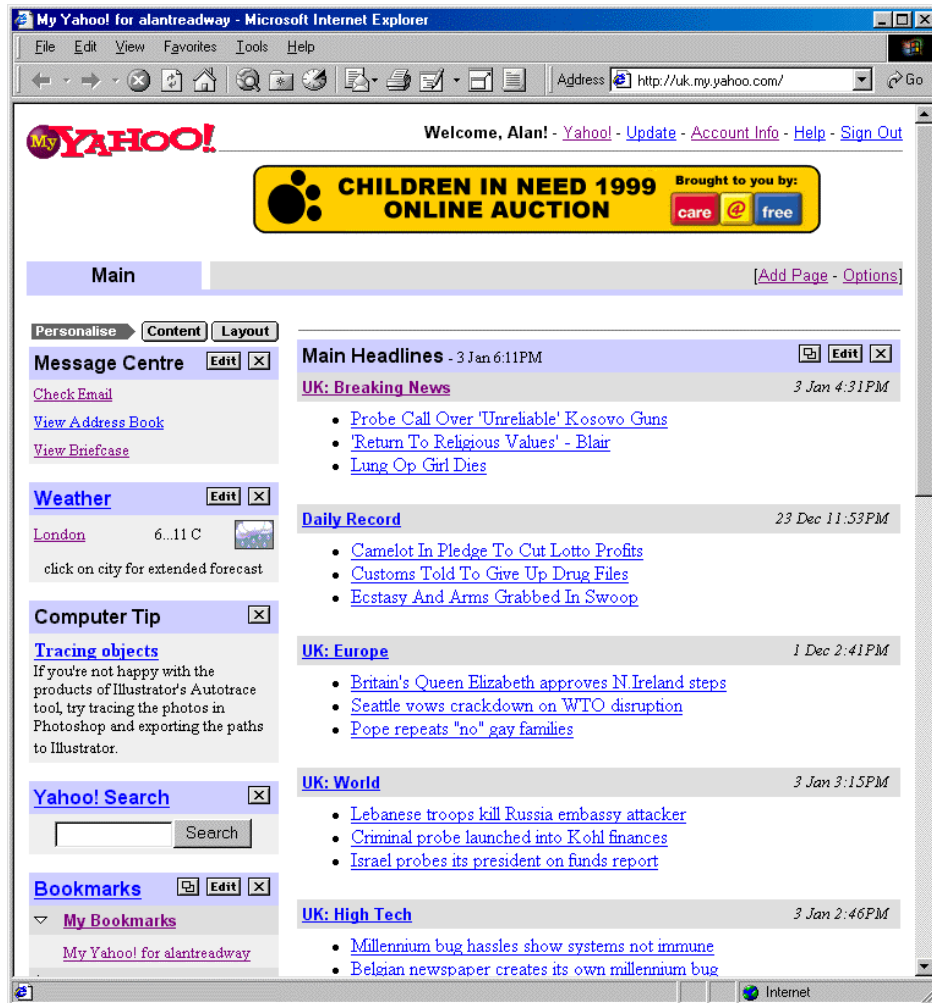 My Yahoo! for alantreadway - Microsoft Internet Explorer
File Edit View Favorites Tools Help
Address http://uk.my.yahoo.com/ Go
My YAHOO!
Welcome, Alan! - Yahoo! - Update - Account Info - Help - Sign Out
CHILDREN IN NEED 1999
ONLINE AUCTION
Brought to you by:
care @ free
Main
[Add Page - Options]
Personalise Content Layout
Message Centre Edit X
Check Email
View Address Book
View Briefcase
Weather Edit X
London 6...11 C
click on city for extended forecast
Computer Tip X
Tracing objects
If you're not happy with the
products of Illustrator's Autotrace
tool, try tracing the photos in
Photoshop and exporting the paths
to Illustrator.
Yahoo! Search X
Search
Bookmarks Edit X
My Bookmarks
My Yahoo! for alantreadway
Main Headlines - 3 Jan 6:11PM Edit X
UK: Breaking News 3 Jan 4:31PM
• Probe Call Over 'Unreliable' Kosovo Guns
• 'Return To Religious Values' - Blair
• Lung Op Girl Dies
Daily Record 23 Dec 11:53PM
• Camelot In Pledge To Cut Lotto Profits
• Customs Told To Give Up Drug Files
• Ecstasy And Arms Grabbed In Swoop
UK: Europe 1 Dec 2:41PM
• Britain's Queen Elizabeth approves N.Ireland steps
• Seattle vows crackdown on WTO disruption
• Pope repeats "no" gay families
UK: World 3 Jan 3:15PM
• Lebanese troops kill Russia embassy attacker
• Criminal probe launched into Kohl finances
• Israel probes its president on funds report
UK: High Tech 3 Jan 2:46PM
• Millennium bug hassles show systems not immune
• Belgian newspaper creates its own millennium bug
Internet